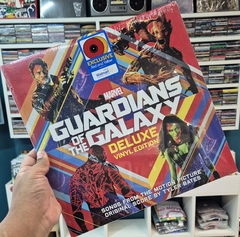 EXCLUSIVE
Walmart
MARVEL
GUARDIANS
OF THE
GALAXY
DELUXE
VINYL EDITION
SONGS FROM THE MOTION PICTURE
ORIGINAL SCORE BY TYLER BATES